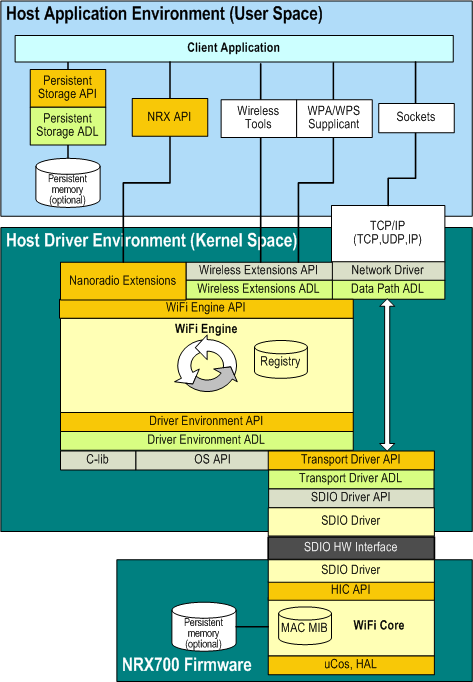 Host Application Environment (User Space)
Client Application
Persistent
Storage API
Persistent
Storage ADL
Persistent
memory
(optional)
NRX API
Wireless
Tools
WPA/WPS
Supplicant
Sockets
TCP/IP
(TCP,UDP,IP)
Host Driver Environment (Kernel Space)
Nanoradio Extensions
Wireless Extensions API
Wireless Extensions ADL
Network Driver
Data Path ADL
WiFi Engine API
WiFi Engine
Registry
Driver Environment API
Driver Environment ADL
C-lib
OS API
Transport Driver API
Transport Driver ADL
SDIO Driver API
SDIO Driver
SDIO HW Interface
SDIO Driver
HIC API
Persistent
memory
(optional)
MAC MIB
WiFi Core
NRX700 Firmware
uCos, HAL